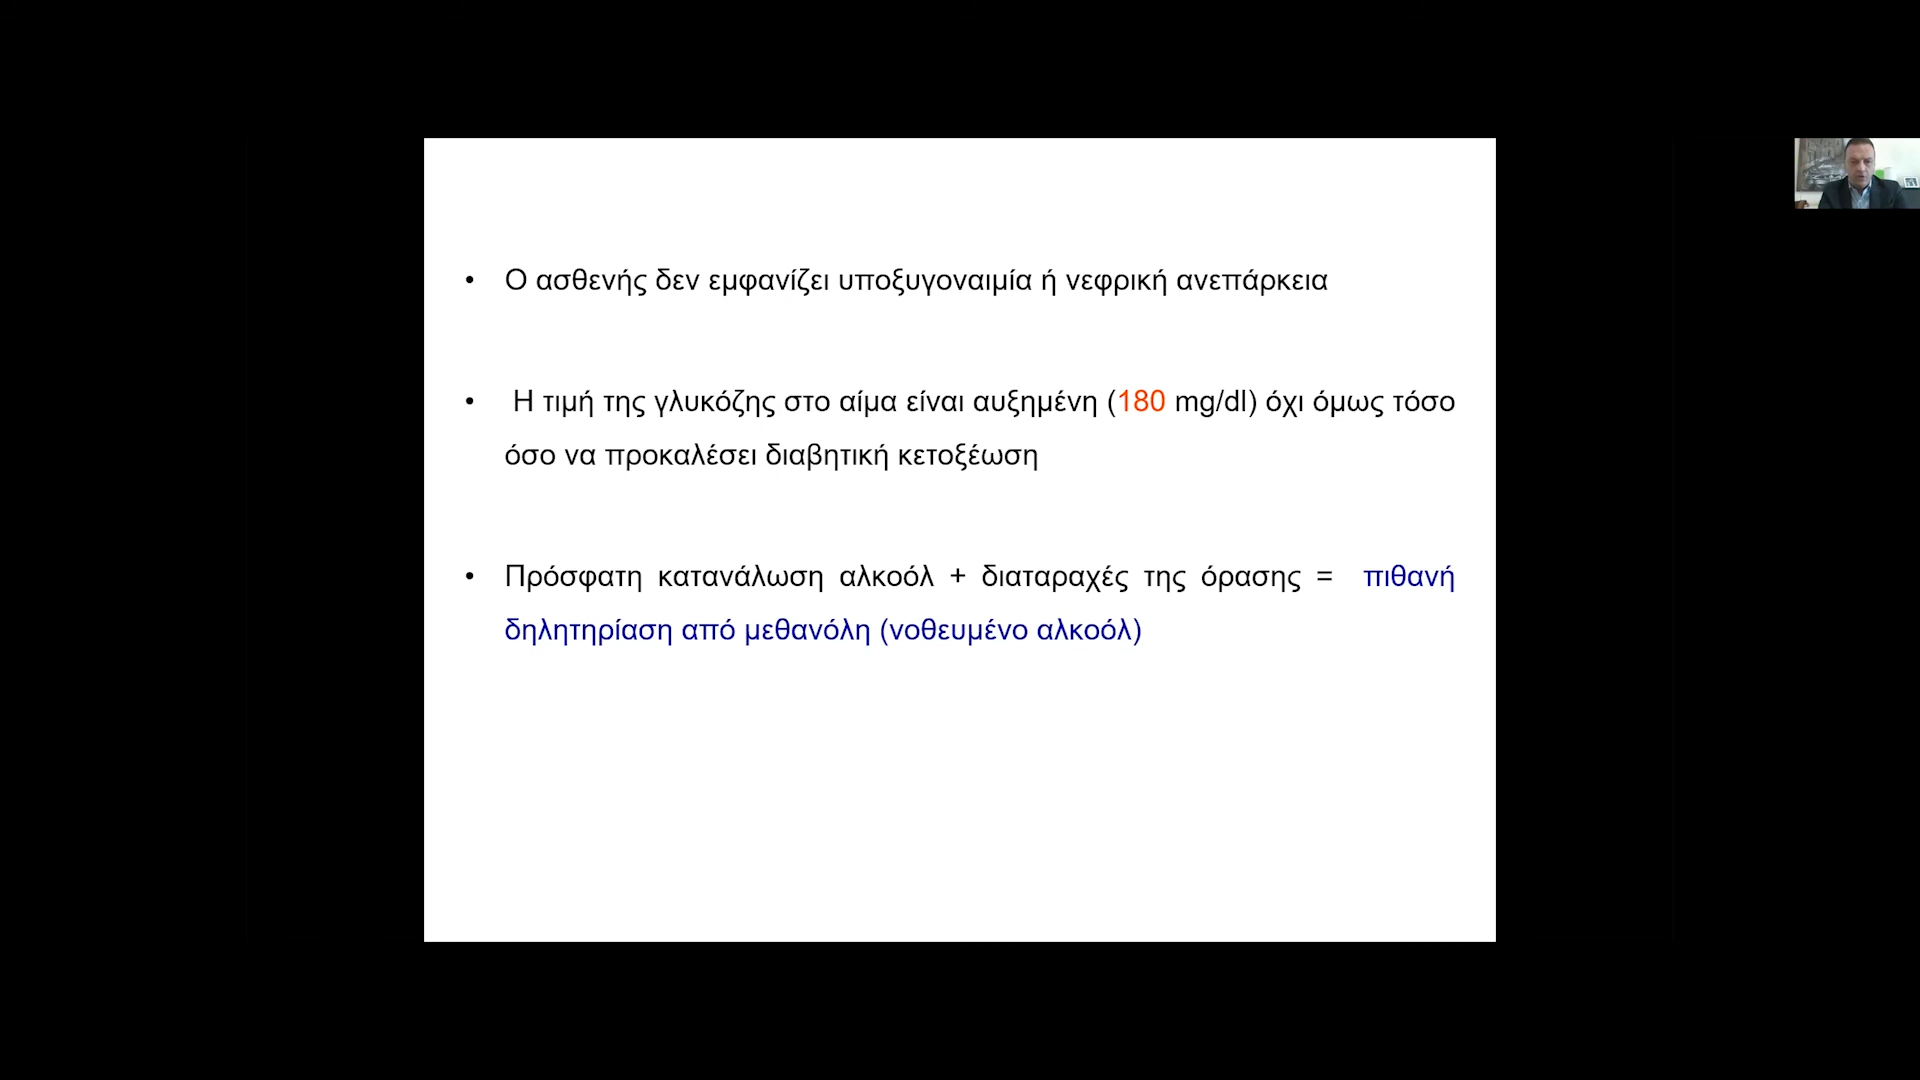 • Ο ασθενής δεν εμφανίζει υποξυγοναιμία ή νεφρική ανεπάρκεια
• Η τιμή της γλυκόζης στο αίμα είναι αυξημένη (180 mg/dl) όχι όμως τόσο
όσο να προκαλέσει διαβητική κετοξέωση
• Πρόσφατη κατανάλωση αλκοόλ + διαταραχές της όρασης = πιθανή
δηλητηρίαση από μεθανόλη (νοθευμένο αλκοόλ)